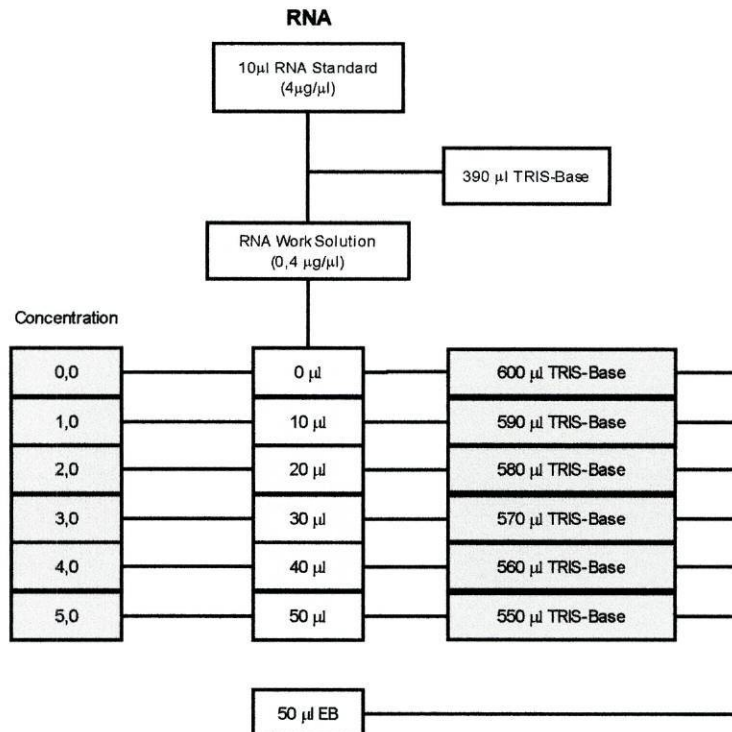 RNA
10µl RNA Standard
(4µg/µl)
390 µl TRIS-Base
RNA Work Solution
(0,4 µg/µl)
Concentration
0,0 0 µl 600 µl TRIS-Base
1,0 10 µl 590 µl TRIS-Base
2,0 20 µl 580 µl TRIS-Base
3,0 30 µl 570 µl TRIS-Base
4,0 40 µl 560 µl TRIS-Base
5,0 50 µl 550 µl TRIS-Base
50 µl EB